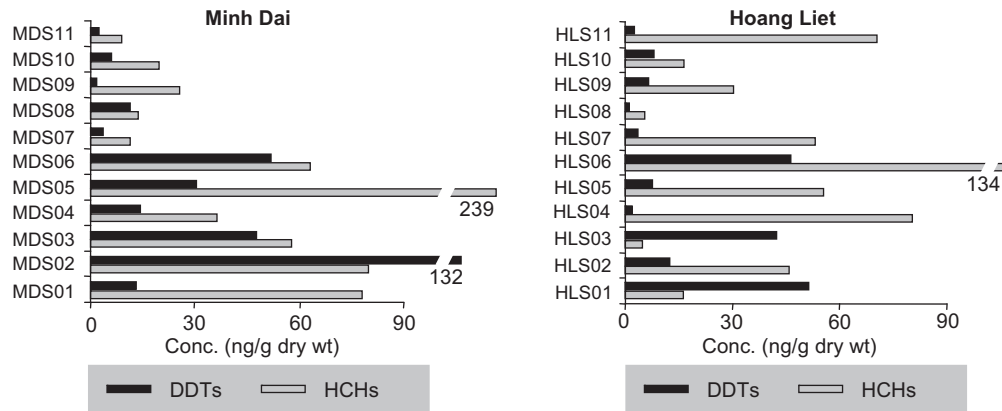 Minh Dai
MDS11
MDS10
MDS09
MDS08
MDS07
MDS06
MDS05
239
MDS04
MDS03
MDS02
132
MDS01
0 30 60 90
Conc. (ng/g dry wt)
DDTs HCHs
Hoang Liet
HLS11
HLS10
HLS09
HLS08
HLS07
HLS06
134
HLS05
HLS04
HLS03
HLS02
HLS01
0 30 60 90
Conc. (ng/g dry wt)
DDTs HCHs